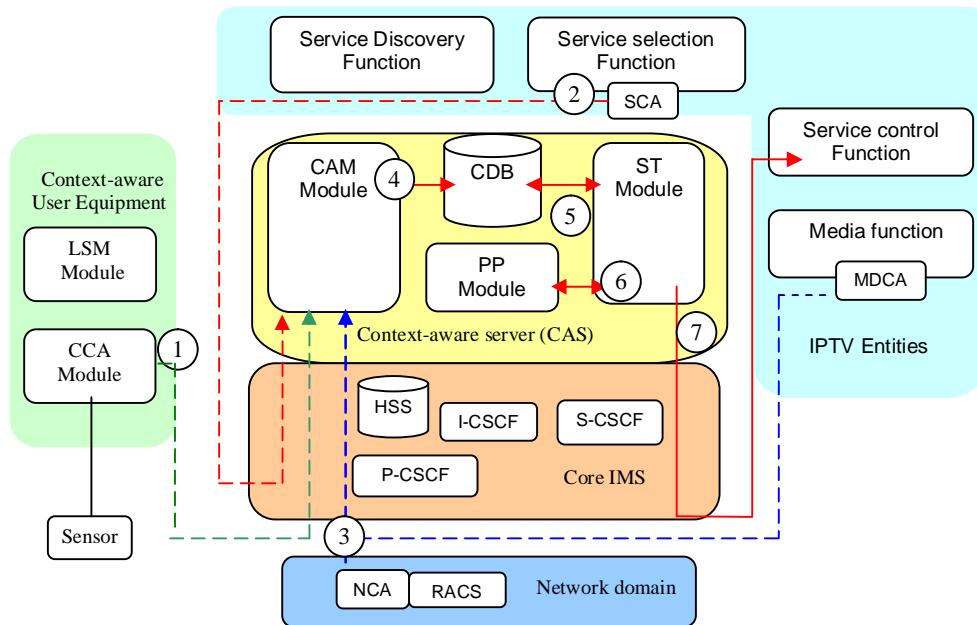 Service Discovery
Function
Service selection
Function
2
SCA
Service control
Function
Context-aware
User Equipment
CAM
Module
4
CDB
ST
Module
5
LSM
Module
Media function
MDCA
PP
Module
6
CCA
Module
1
Context-aware server (CAS)
7
IPTV Entities
HSS
I-CSCF
S-CSCF
P-CSCF
Core IMS
Sensor
3
NCA
RACS
Network domain